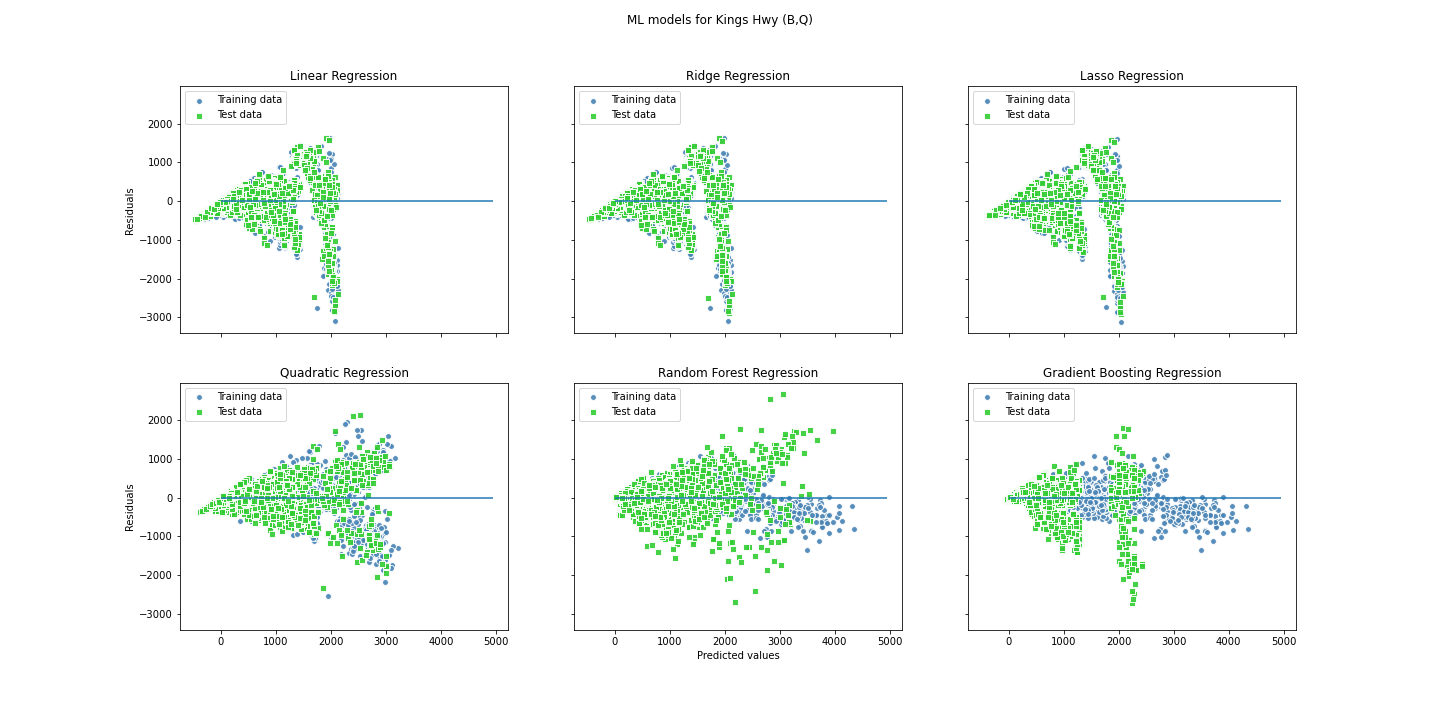 ML models for Kings Hwy (B,Q)
Linear Regression
Training data
Test data
2000
1000
0
−1000
−2000
−3000
Residuals
Ridge Regression
Training data
Test data
Lasso Regression
Training data
Test data
Quadratic Regression
Training data
Test data
2000
1000
0
−1000
−2000
−3000
Residuals
0 1000 2000 3000 4000 5000
Random Forest Regression
Training data
Test data
0 1000 2000 3000 4000 5000
Predicted values
Gradient Boosting Regression
Training data
Test data
0 1000 2000 3000 4000 5000